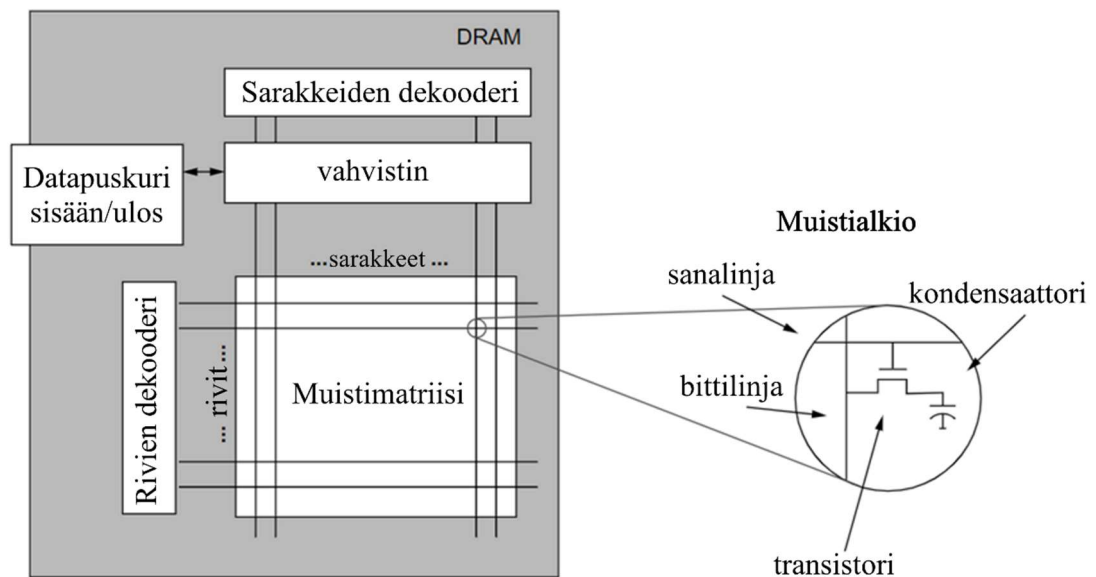 DRAM
Sarakkeiden dekooderi
Datapuskuri
sisään/ulos
vahvistin
...sarakkeet ...
Rivien dekooderi
... rivit ...
Muistimatriisi
Muistialkio
sanalinja
kondensaattori
bittilinja
transistori